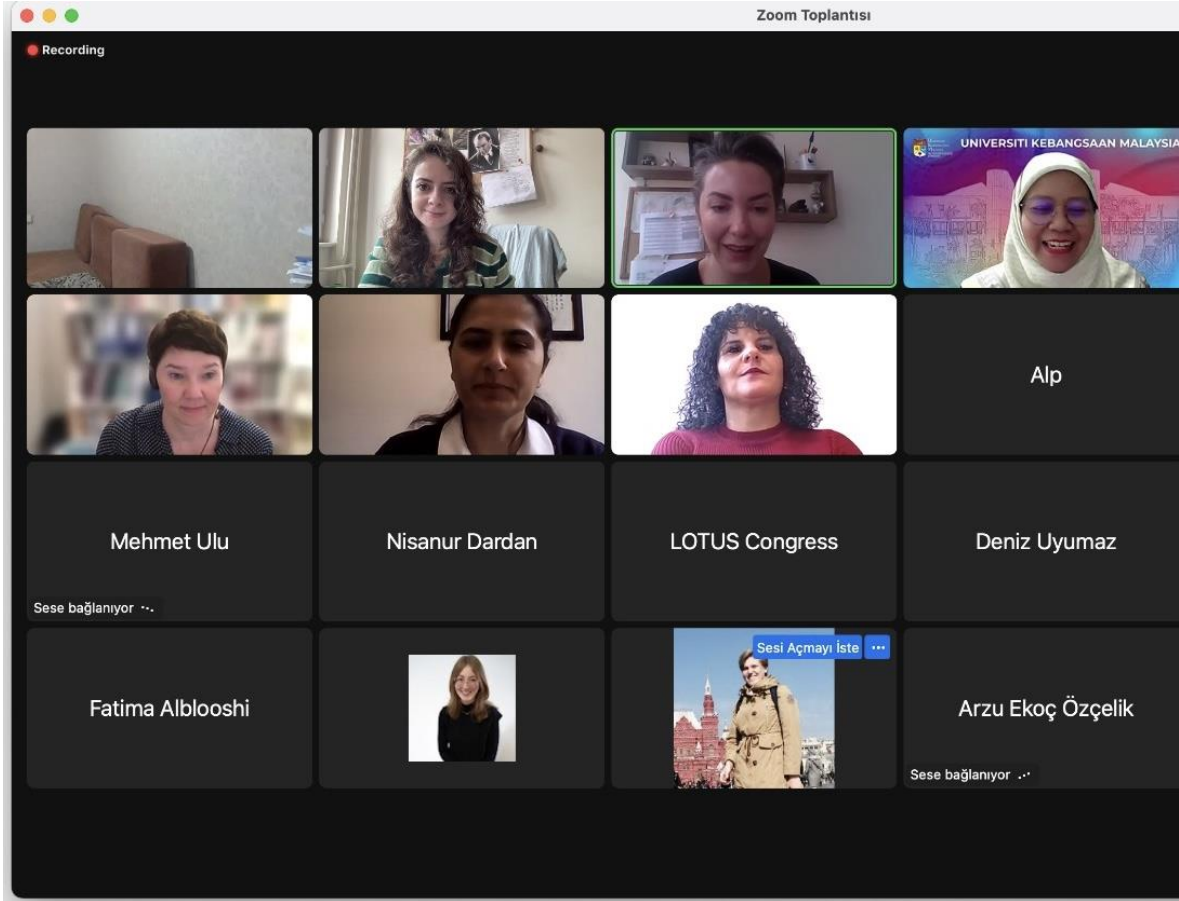 Zoom Toplantısı
Recording
UNIVERSITI KEBANGSAAN MALAYSIA
Alp
Mehmet Ulu
Sese bağlanıyor
Nisanur Dardan
LOTUS Congress
Deniz Uyumaz
Fatima Alblooshi
Sesi Açmayı İste
Arzu Ekoç Özçelik
Sese bağlanıyor